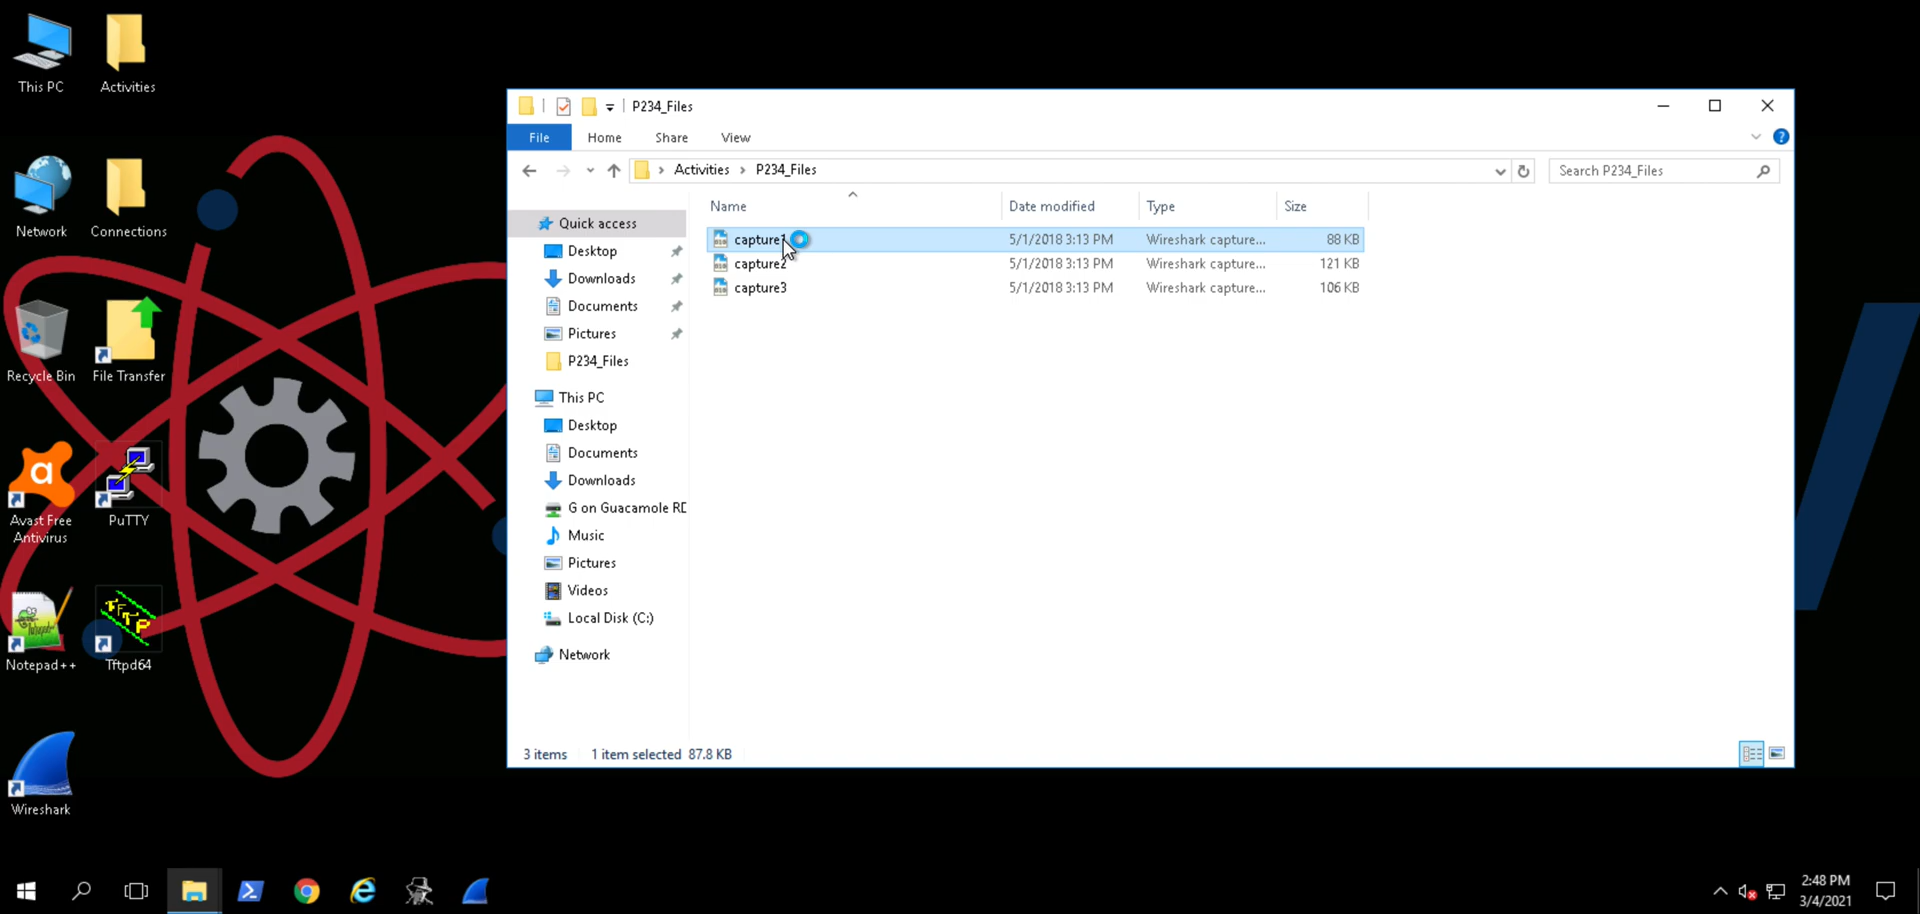 This PC
Activities
Network
Connections
Recycle Bin
File Transfer
Avast Free
Antivirus
PuTTY
Notepad++
Tftpd64
Wireshark
P234_Files
File
Home
Share
View
Activities
P234_Files
Search P234_Files
Quick access
Desktop
Downloads
Documents
Pictures
P234_Files
This PC
Desktop
Documents
Downloads
G on Guacamole RD
Music
Pictures
Videos
Local Disk (C:)
Network
Name Date modified Type Size
capture1 5/1/2018 3:13 PM Wireshark capture... 88 KB
capture2 5/1/2018 3:13 PM Wireshark capture... 121 KB
capture3 5/1/2018 3:13 PM Wireshark capture... 106 KB
3 items 1 item selected 87.8 KB
2:48 PM
3/4/2021